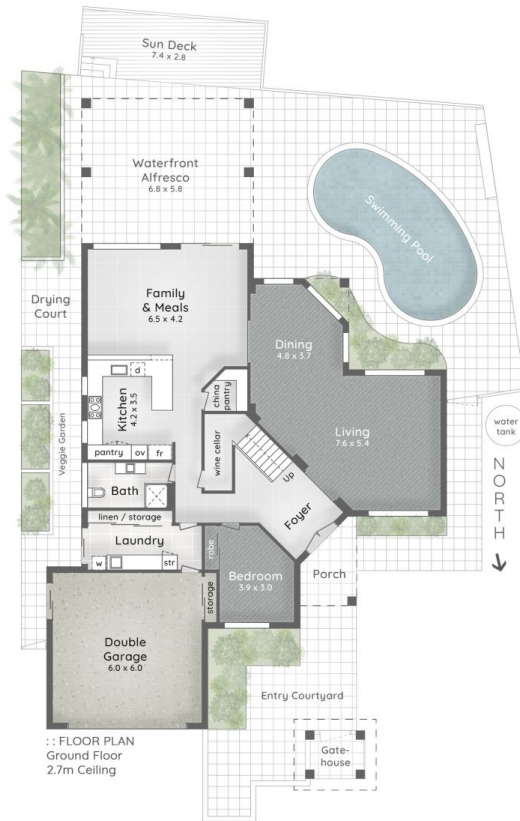 Sun Deck
7.4 x 2.8
Waterfront
Alfresco
6.8 x 5.8
Swimming Pool
Drying
Court
Family
& Meals
6.5 x 4.2
Dining
4.8 x 3.7
d
Kitchen
4.2 x 3.5
china
pantry
Living
7.6 x 5.4
water
tank
Veggie Garden
pantry
ov
fr
wine cellar
Up
Bath
NORTH
linen / storage
Foyer
Laundry
w
str
robe
Bedroom
3.9 x 3.0
Porch
storage
Double
Garage
6.0 x 6.0
Entry Courtyard
: : FLOOR PLAN
Ground Floor
2.7m Ceiling
Gate-
house